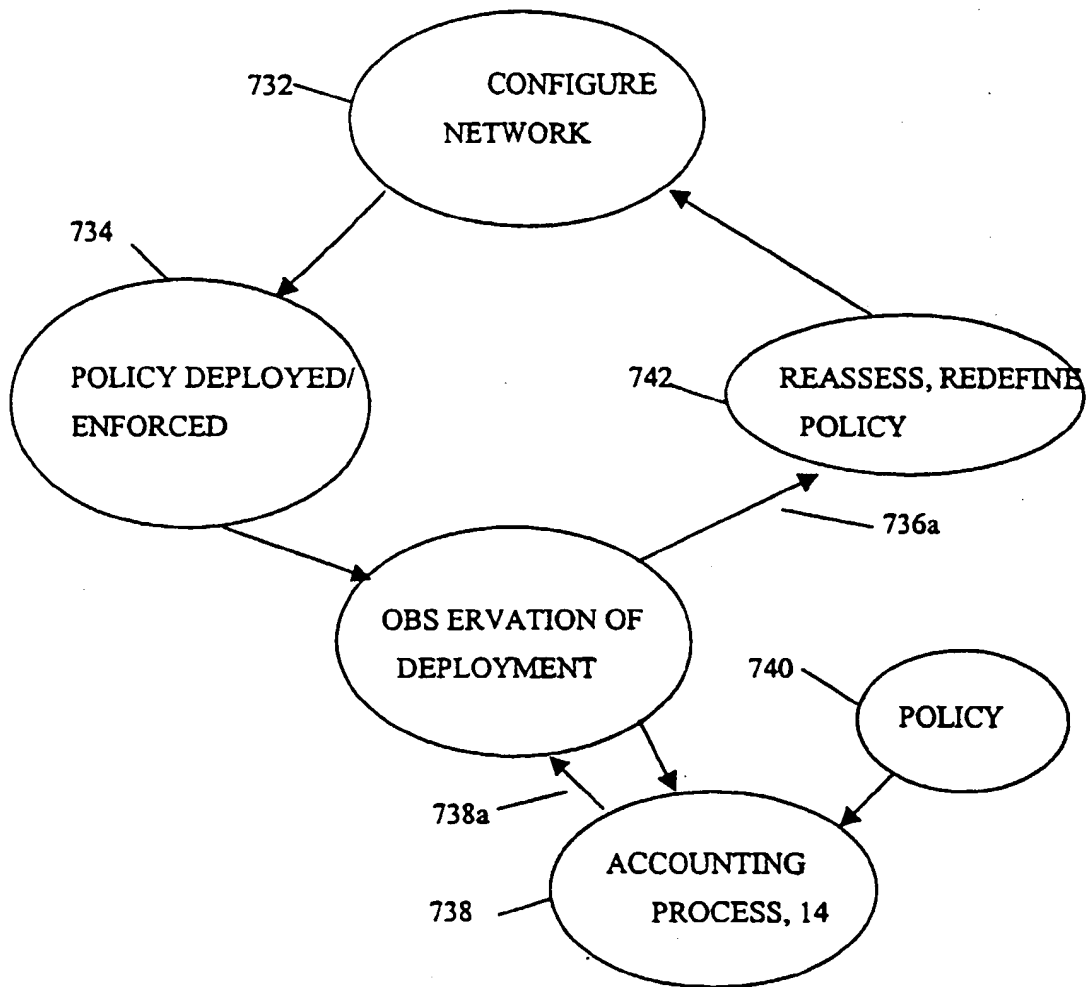 732
CONFIGURE
NETWORK
734
POLICY DEPLOYED/
ENFORCED
742
REASSESS, REDEFINE
POLICY
736a
OBS ERVATION OF
DEPLOYMENT
740
POLICY
738a
ACCOUNTING
PROCESS, 14
738